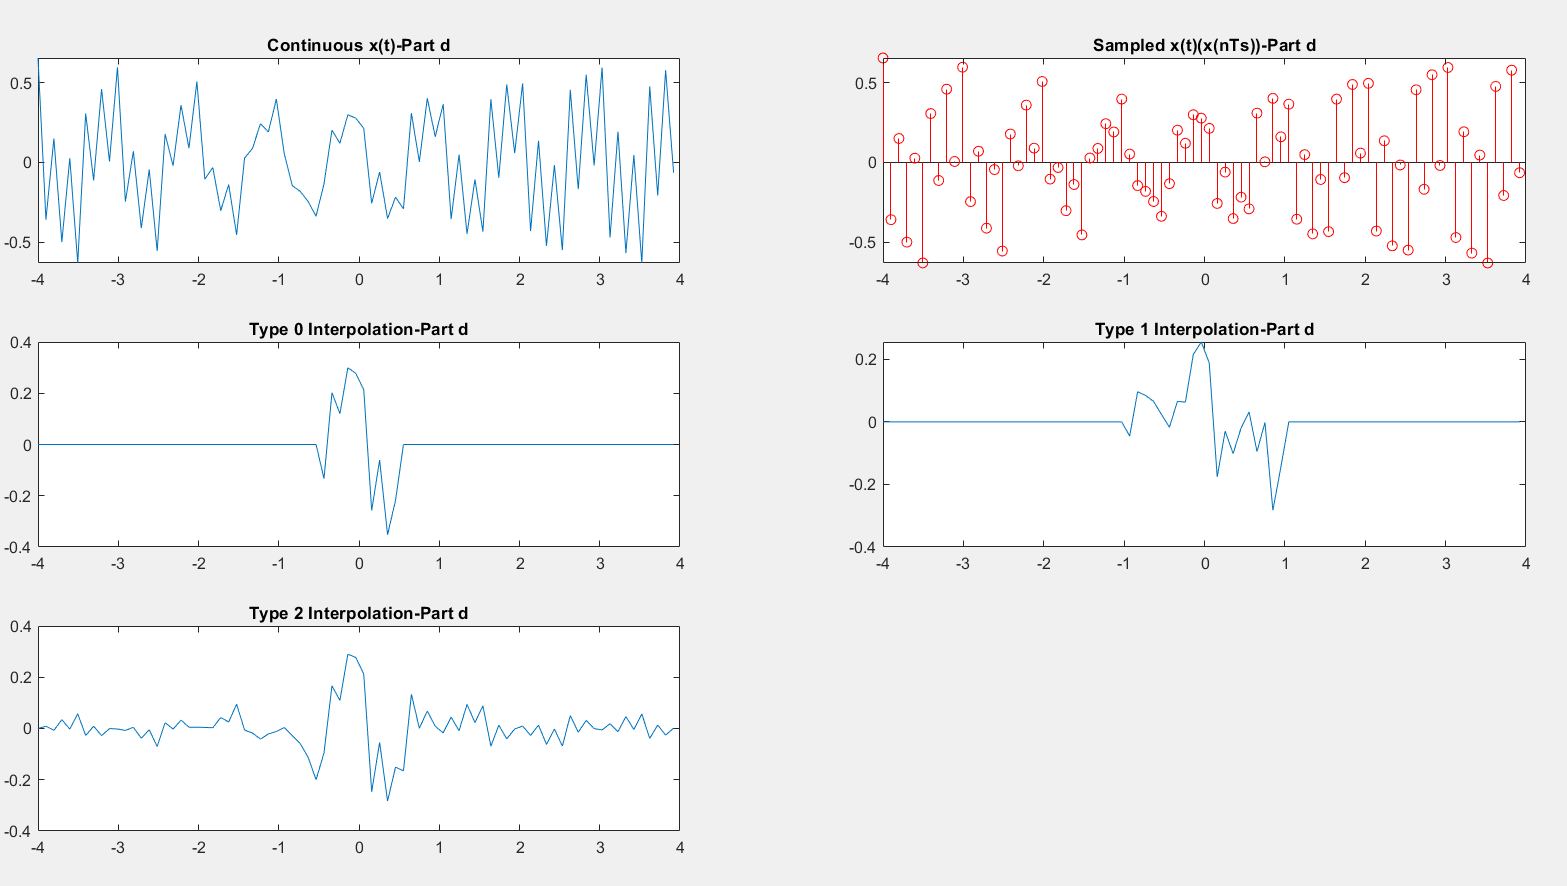 Continuous x(t)-Part d
0.5
0
-0.5
-4 -3 -2 -1 0 1 2 3 4
Sampled x(t)(x(nTs))-Part d
0.5
0
-0.5
-4 -3 -2 -1 0 1 2 3 4
Type 0 Interpolation-Part d
0.4
0.2
0
-0.2
-0.4
-4 -3 -2 -1 0 1 2 3 4
Type 1 Interpolation-Part d
0.2
0
-0.2
-0.4
-4 -3 -2 -1 0 1 2 3 4
Type 2 Interpolation-Part d
0.4
0.2
0
-0.2
-0.4
-4 -3 -2 -1 0 1 2 3 4